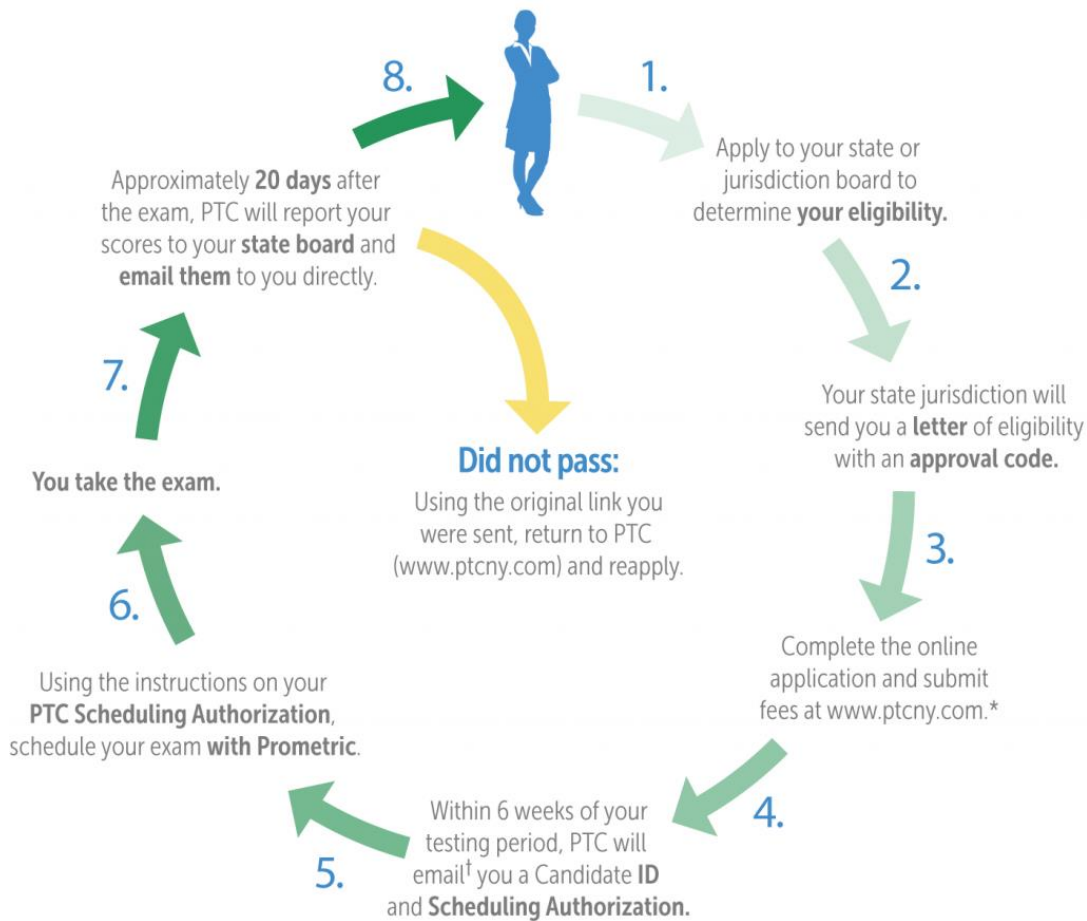 1.
Apply to your state or
jurisdiction board to
determine your eligibility.
2.
Your state jurisdiction will
send you a letter of eligibility
with an approval code.
3.
Complete the online
application and submit
fees at www.ptcny.com.*
4.
Within 6 weeks of your
testing period, PTC will
email† you a Candidate ID
and Scheduling Authorization.
5.
Using the instructions on your
PTC Scheduling Authorization,
schedule your exam with Prometric.
6.
You take the exam.
7.
Approximately 20 days after
the exam, PTC will report your
scores to your state board and
email them to you directly.
8.
Did not pass:
Using the original link you
were sent, return to PTC
(www.ptcny.com) and reapply.